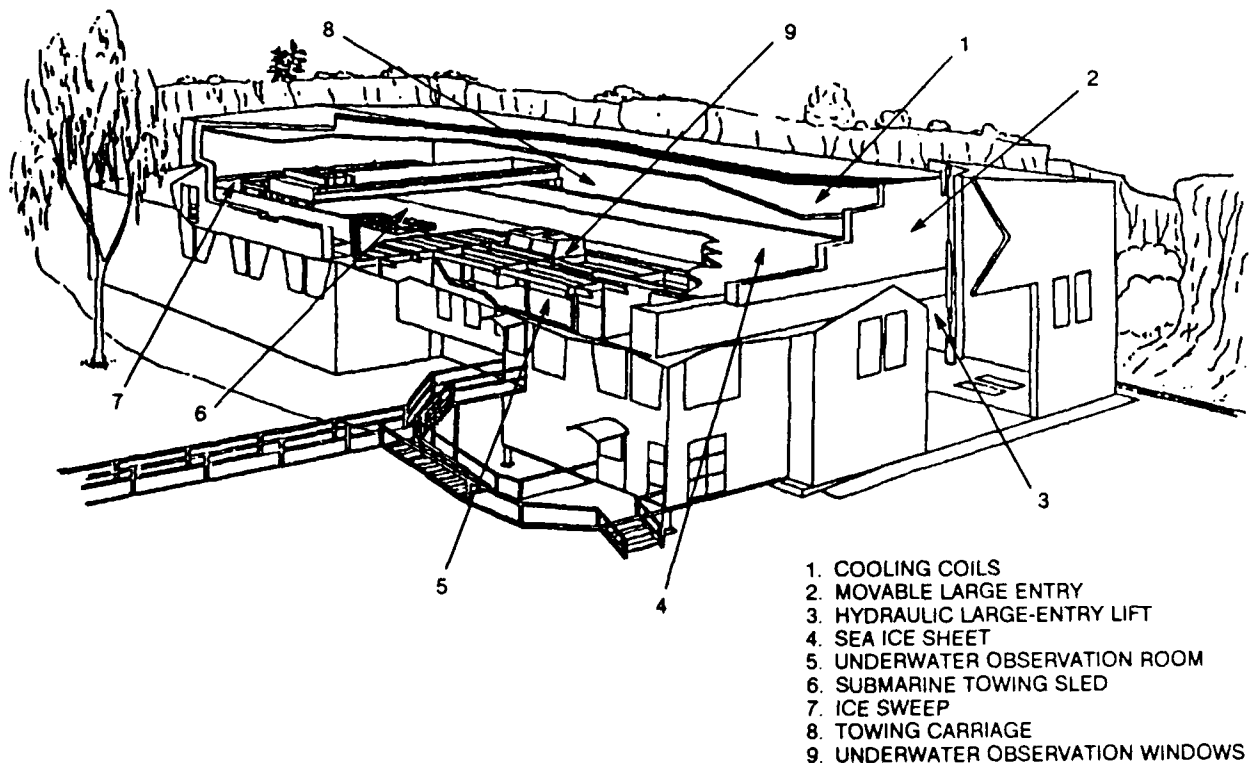 8
9
1
2
7
6
5
4
3
1. COOLING COILS
2. MOVABLE LARGE ENTRY
3. HYDRAULIC LARGE-ENTRY LIFT
4. SEA ICE SHEET
5. UNDERWATER OBSERVATION ROOM
6. SUBMARINE TOWING SLED
7. ICE SWEEP
8. TOWING CARRIAGE
9. UNDERWATER OBSERVATION WINDOWS